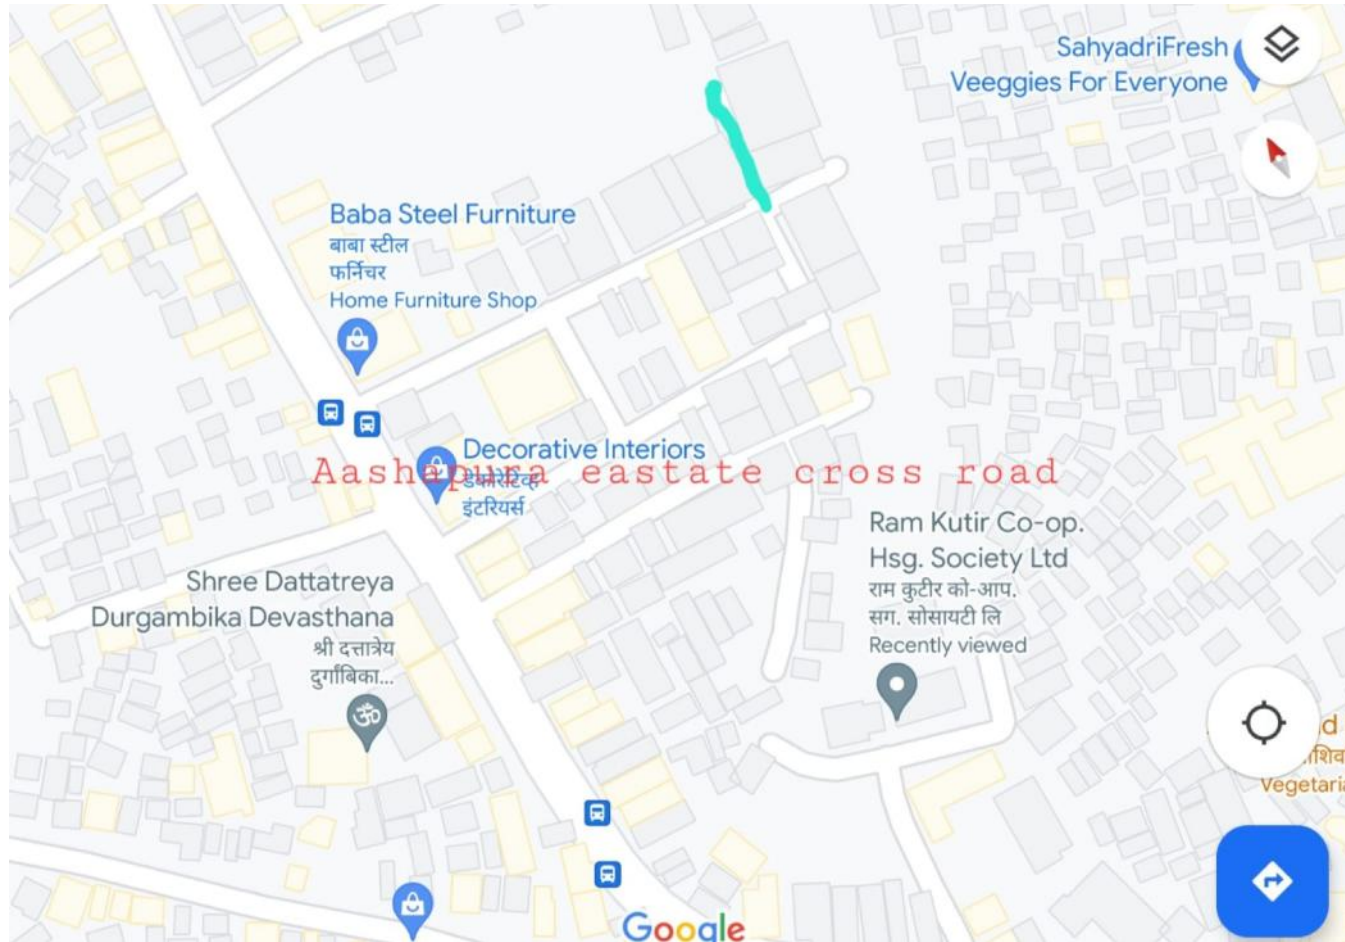 SahyadriFresh
Veeggies For Everyone
Baba Steel Furniture
बाबा स्टील
फर्निचर
Home Furniture Shop
Decorative Interiors
Aashapura eastate cross road
डेकोरेटिव्ह
इंटरियर्स
Ram Kutir Co-op.
Hsg. Society Ltd
राम कुटीर को-आप.
सग. सोसायटी लि
Recently viewed
Shree Dattatreya
Durgambika Devasthana
श्री दत्तात्रेय
दुर्गांबिका...
ॐ
Google